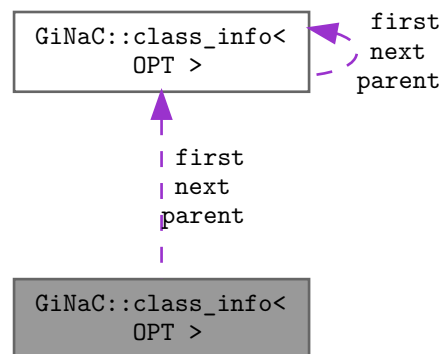 GiNaC::class_info<
OPT >
first
next
parent
first
next
parent
GiNaC::class_info<
OPT >